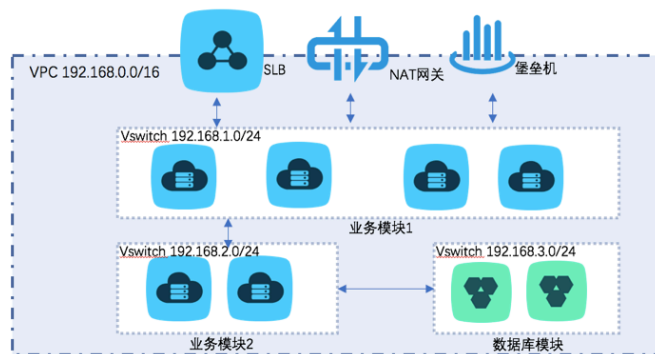 VPC 192.168.0.0/16
SLB
NAT网关
堡垒机
Vswitch 192.168.1.0/24
业务模块1
Vswitch 192.168.2.0/24
Vswitch 192.168.3.0/24
业务模块2
数据库模块